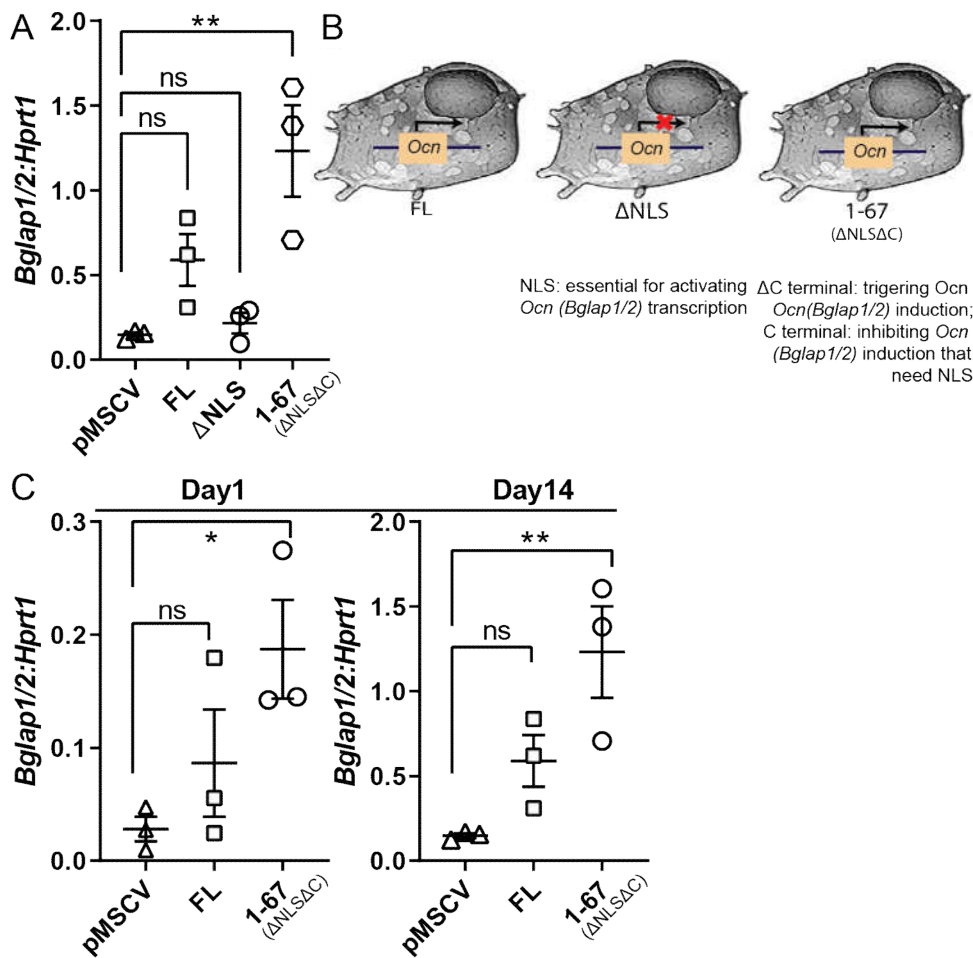 A
2.0
1.5
1.0
0.5
0.0
Bglap1/2:Hprt1
**
ns
ns
pMSCV
FL
ΔNLS
1-67
(ΔNLSΔC)
B
Ocn
Ocn
Ocn
FL
ΔNLS
1-67
(ΔNLSΔC)
NLS: essential for activating
Ocn (Bglap1/2) transcription
ΔC terminal: trigering Ocn
Ocn(Bglap1/2) induction;
C terminal: inhibiting Ocn
(Bglap1/2) induction that
need NLS
C
Day1
Day14
0.3
0.2
0.1
0.0
Bglap1/2:Hprt1
*
ns
pMSCV
FL
1-67
(ΔNLSΔC)
2.0
1.5
1.0
0.5
0.0
Bglap1/2:Hprt1
**
ns
pMSCV
FL
1-67
(ΔNLSΔC)